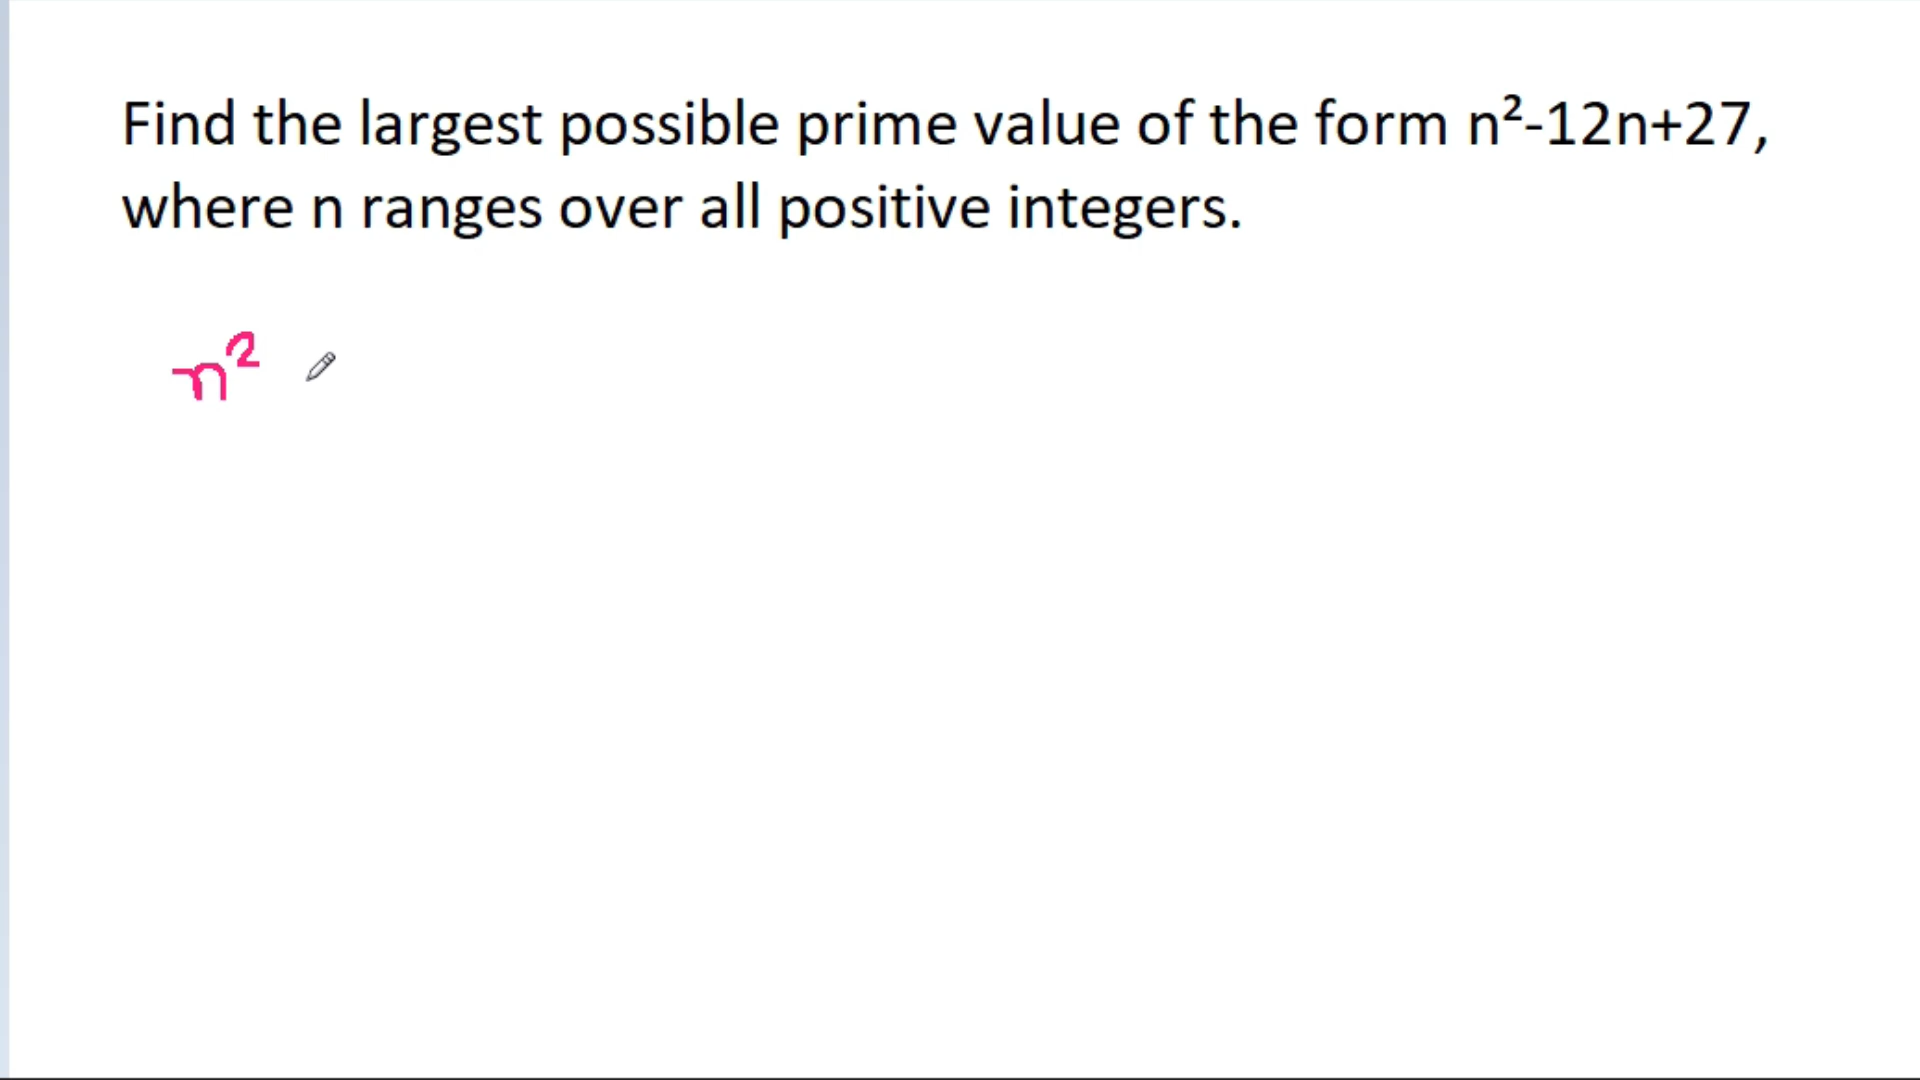 Find the largest possible prime value of the form n²-12n+27,
where n ranges over all positive integers.
n²